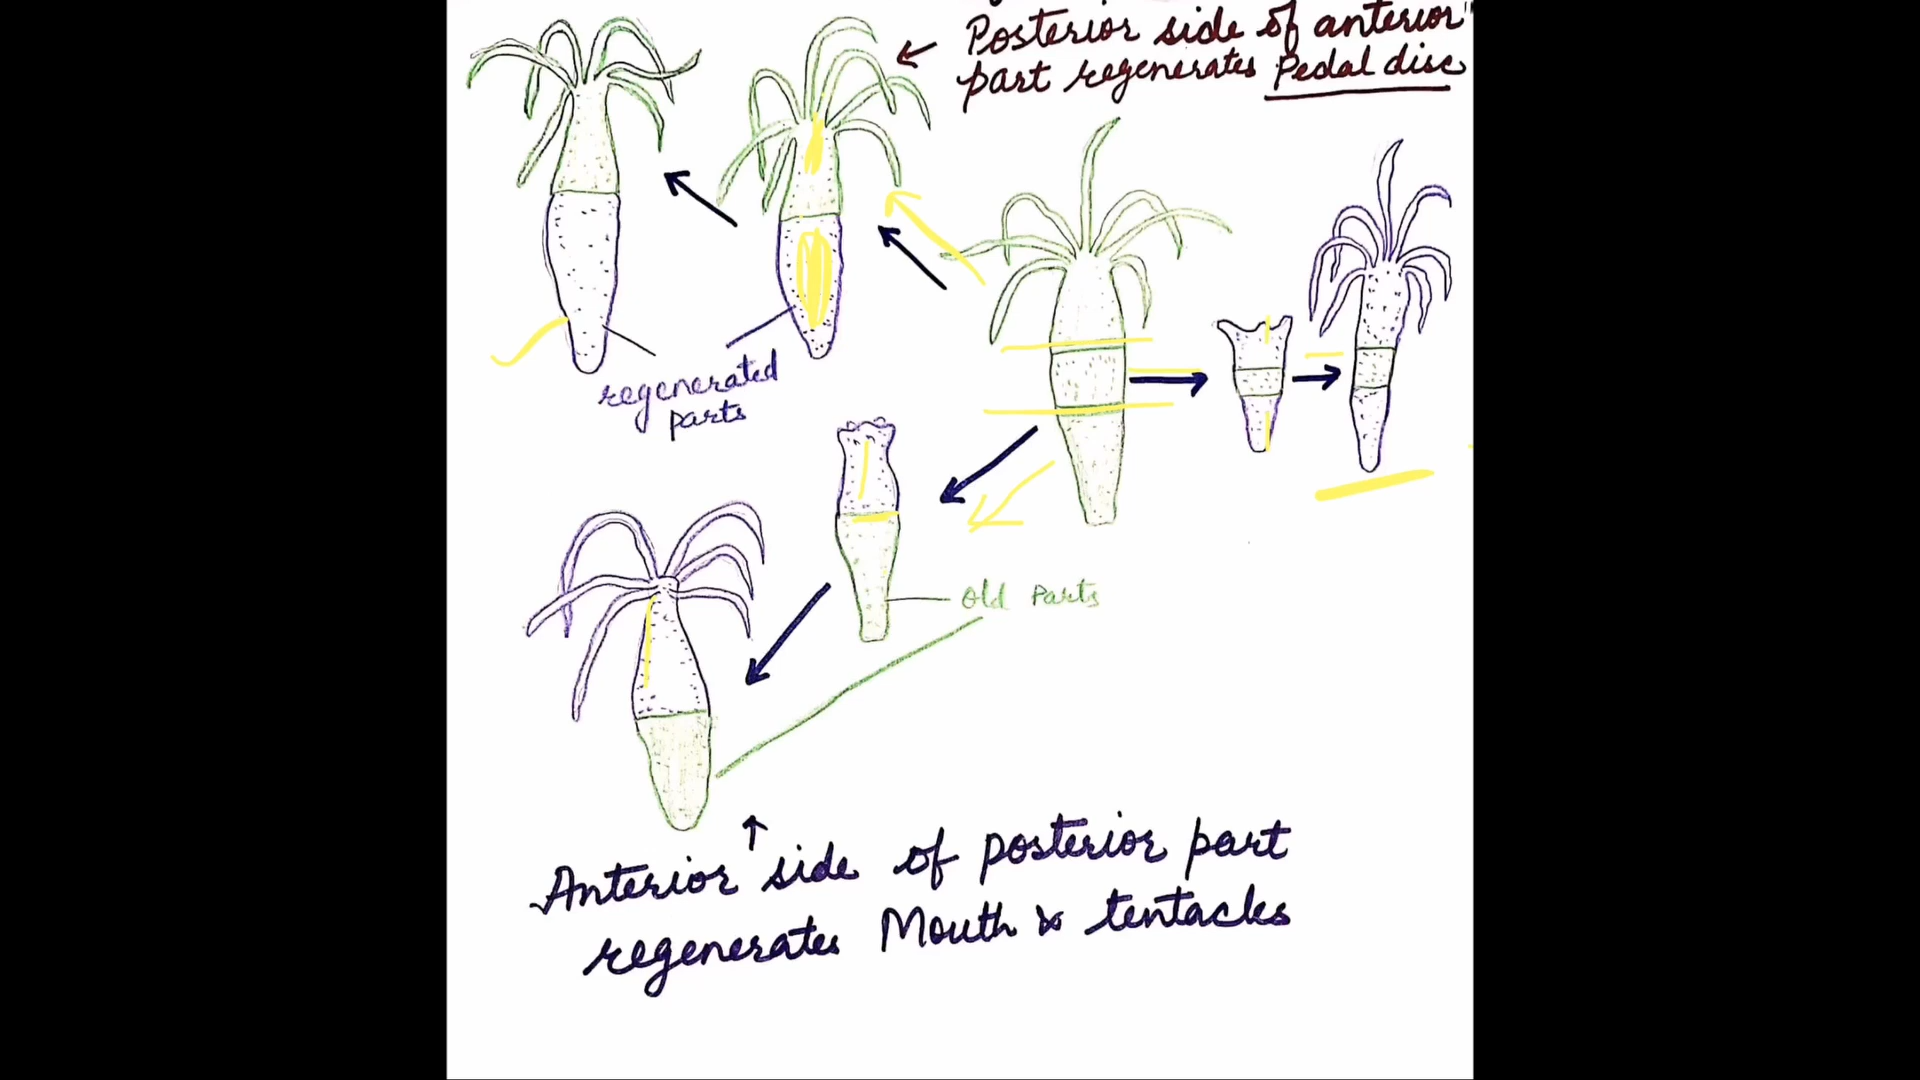 Posterior side of anterior
part regenerates Pedal disc
regenerated
parts
old Parts
Anterior side of posterior part
regenerates Mouth & tentacles